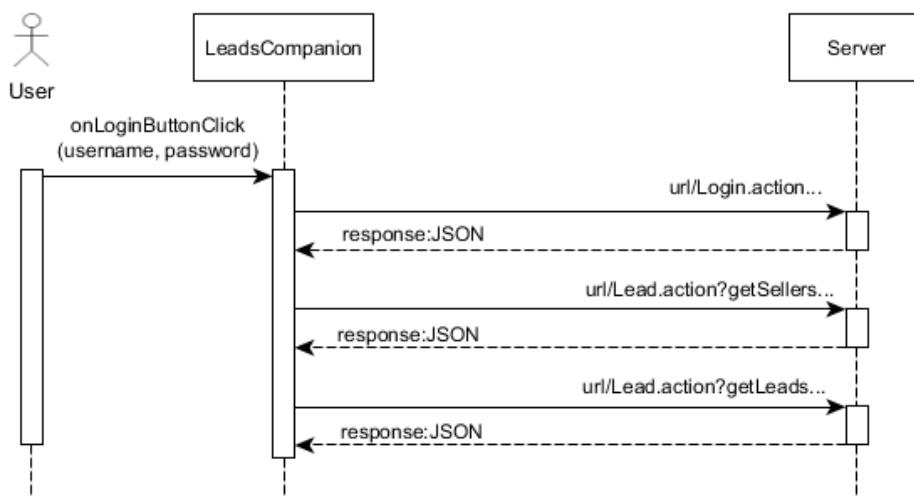 LeadsCompanion
Server
User
onLoginButtonClick
(username, password)
url/Login.action...
response:JSON
url/Lead.action?getSellers...
response:JSON
url/Lead.action?getLeads...
response:JSON